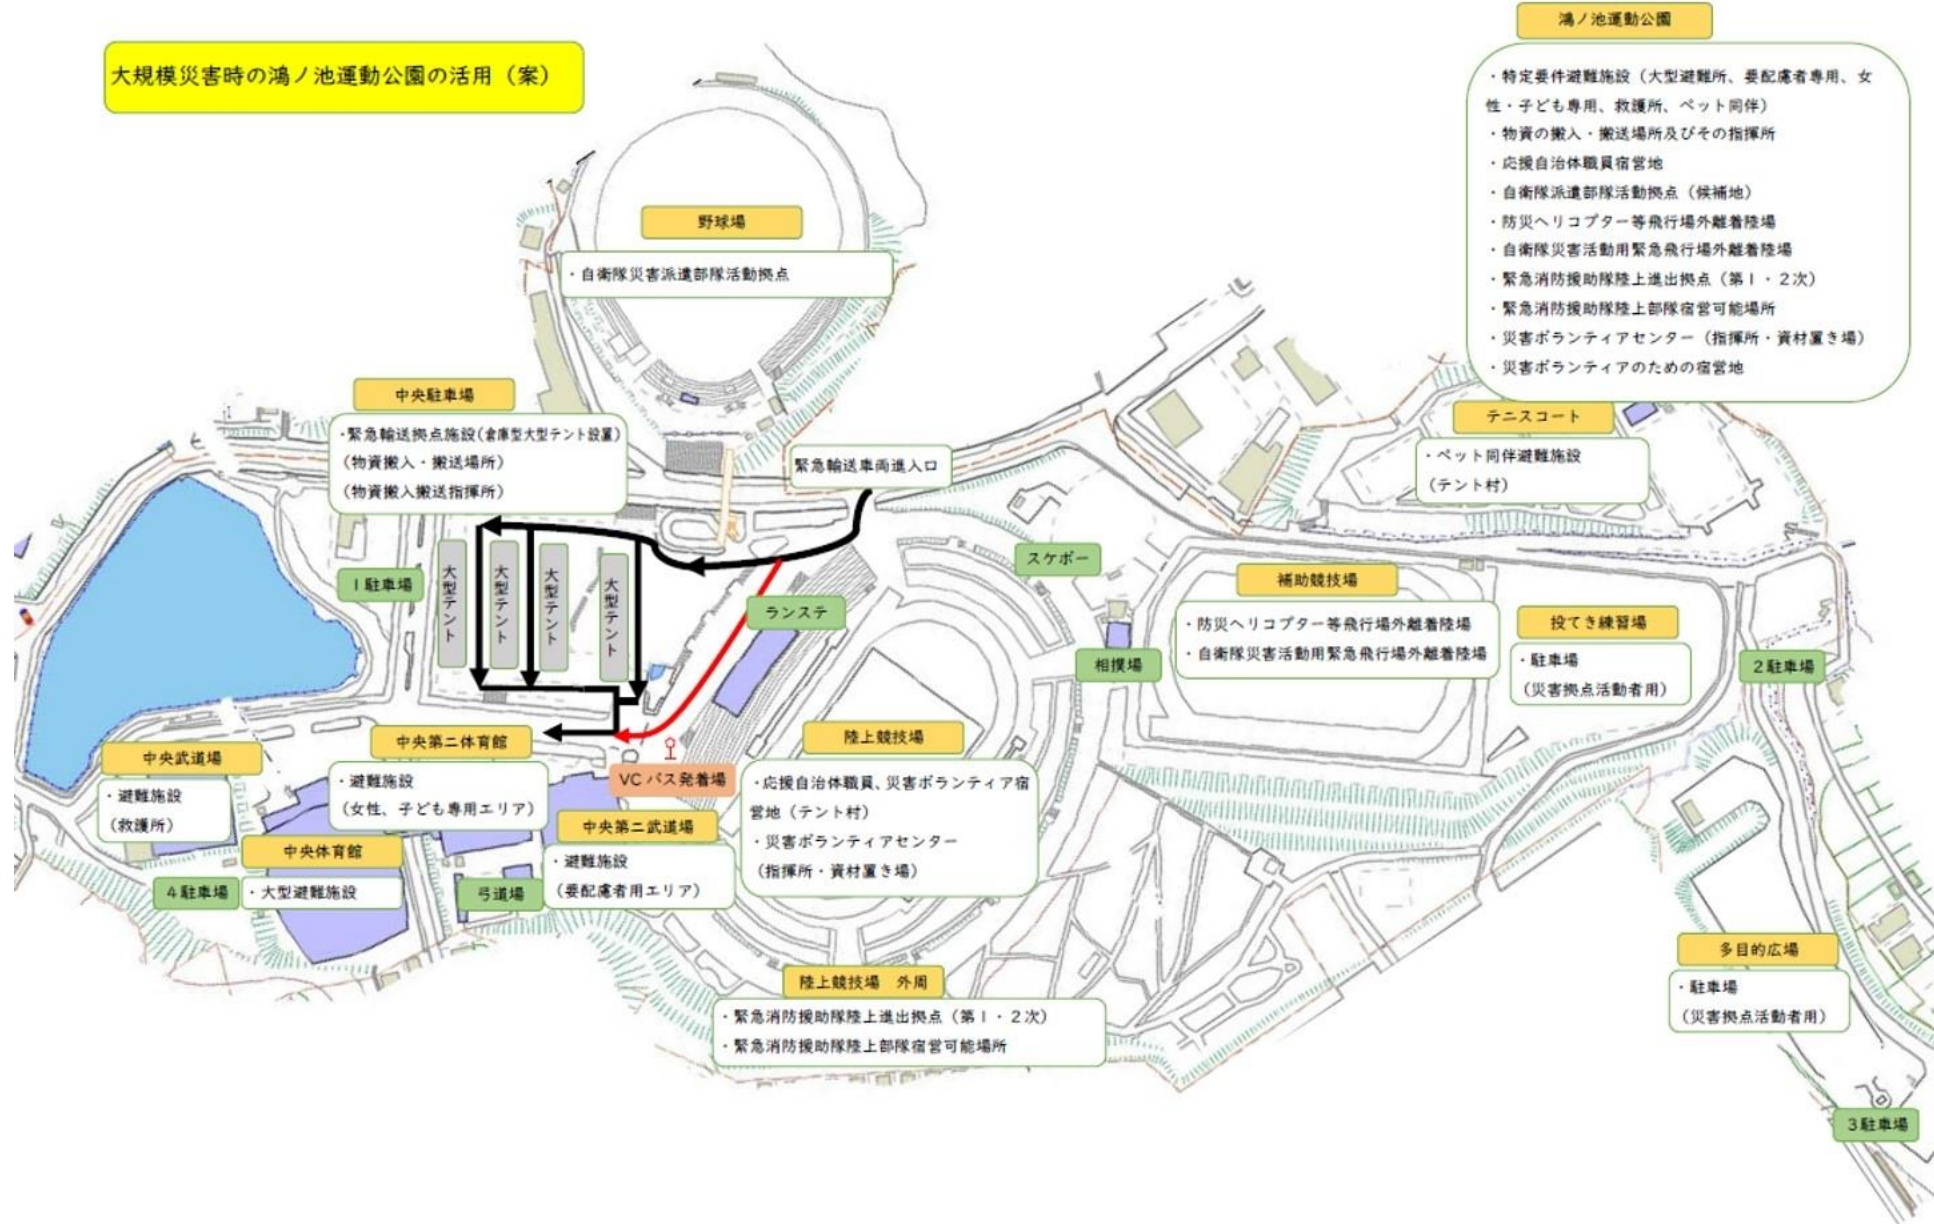 大規模災害時の鴻ノ池運動公園の活用（案）
鴻ノ池運動公園
・特定要件避難施設（大型避難所、要配慮者専用、女
性・子ども専用、救護所、ペット同伴）
・物資の搬入・搬送場所及びその指揮所
・応援自治体職員宿営地
・自衛隊派遣部隊活動拠点（候補地）
・防災ヘリコプター等飛行場外離着陸場
・自衛隊災害活動用緊急飛行場外離着陸場
・緊急消防援助隊陸上進出拠点（第１・２次）
・緊急消防援助隊陸上部隊宿営可能場所
・災害ボランティアセンター（指揮所・資材置き場）
・災害ボランティアのための宿営地
野球場
・自衛隊災害派遣部隊活動拠点
中央駐車場
・緊急輸送拠点施設（倉庫型大型テント設置）
（物資搬入・搬送場所）
（物資搬入搬送指揮所）
緊急輸送車両進入口
テニスコート
・ペット同伴避難施設
（テント村）
スケボー
１駐車場
大型テント
大型テント
大型テント
大型テント
ランステ
補助競技場
・防災ヘリコプター等飛行場外離着陸場
・自衛隊災害活動用緊急飛行場外離着陸場
投てき練習場
・駐車場
（災害拠点活動者用）
相撲場
２駐車場
中央武道場
・避難施設
（救護所）
中央第二体育館
・避難施設
（女性、子ども専用エリア）
VC バス発着場
陸上競技場
・応援自治体職員、災害ボランティア宿
営地（テント村）
・災害ボランティアセンター
（指揮所・資材置き場）
中央第二武道場
・避難施設
（要配慮者用エリア）
中央体育館
・大型避難施設
４駐車場
弓道場
陸上競技場　外周
・緊急消防援助隊陸上進出拠点（第１・２次）
・緊急消防援助隊陸上部隊宿営可能場所
多目的広場
・駐車場
（災害拠点活動者用）
３駐車場